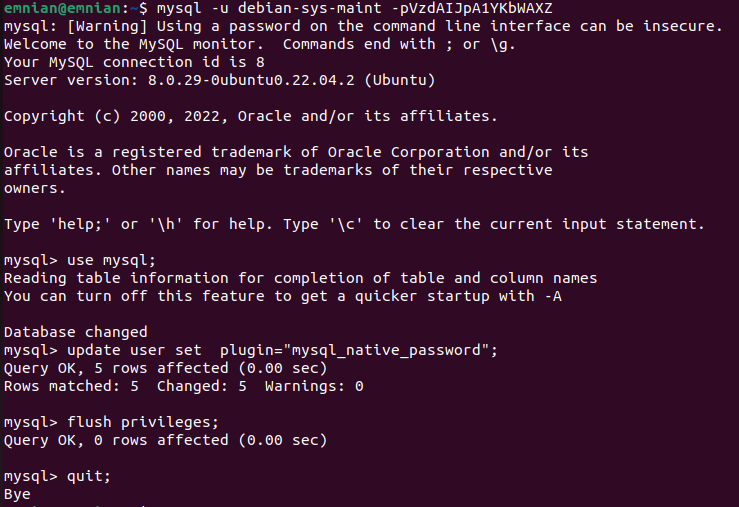 emnian@emnian:~$ mysql -u debian-sys-maint -pVzdAIJpA1YKbWAXZ
mysql: [Warning] Using a password on the command line interface can be insecure.
Welcome to the MySQL monitor.  Commands end with ; or \g.
Your MySQL connection id is 8
Server version: 8.0.29-0ubuntu0.22.04.2 (Ubuntu)
Copyright (c) 2000, 2022, Oracle and/or its affiliates.
Oracle is a registered trademark of Oracle Corporation and/or its
affiliates. Other names may be trademarks of their respective
owners.
Type 'help;' or '\h' for help. Type '\c' to clear the current input statement.
mysql> use mysql;
Reading table information for completion of table and column names
You can turn off this feature to get a quicker startup with -A
Database changed
mysql> update user set  plugin="mysql_native_password";
Query OK, 5 rows affected (0.00 sec)
Rows matched: 5  Changed: 5  Warnings: 0
mysql> flush privileges;
Query OK, 0 rows affected (0.00 sec)
mysql> quit;
Bye